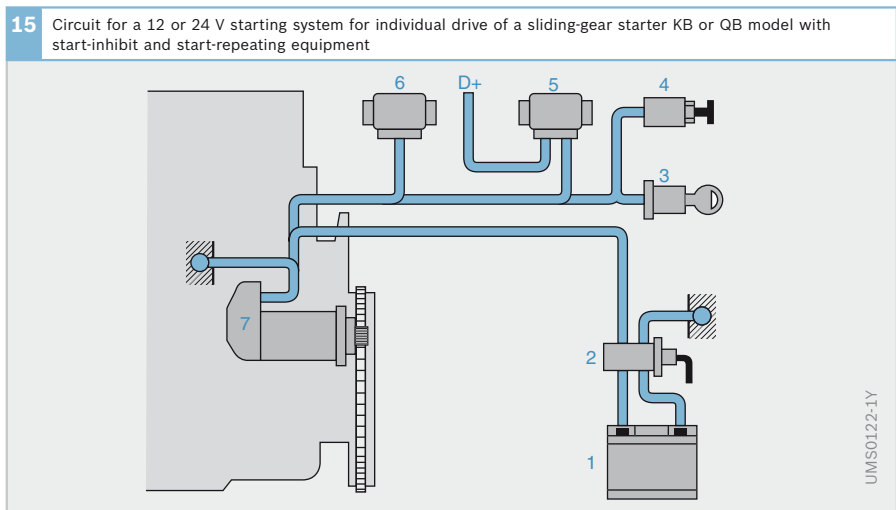 15 Circuit for a 12 or 24 V starting system for individual drive of a sliding-gear starter KB or QB model with
start-inhibit and start-repeating equipment
6 D+ 5 4
3
7
2
1
UMS0122-1Y